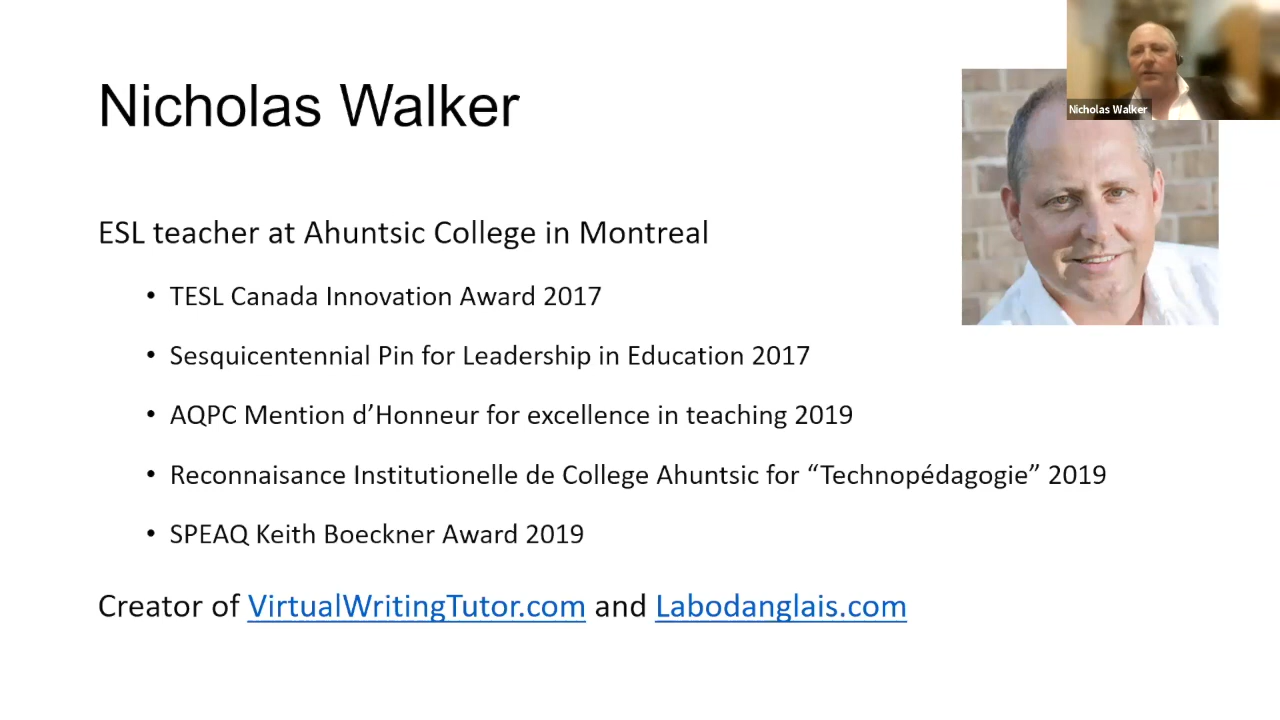 Nicholas Walker
Nicholas Walker
ESL teacher at Ahuntsic College in Montreal
• TESL Canada Innovation Award 2017
• Sesquicentennial Pin for Leadership in Education 2017
• AQPC Mention d’Honneur for excellence in teaching 2019
• Reconnaisance Institutionelle de College Ahuntsic for “Technopédagogie” 2019
• SPEAQ Keith Boeckner Award 2019
Creator of VirtualWritingTutor.com and Labodanglais.com